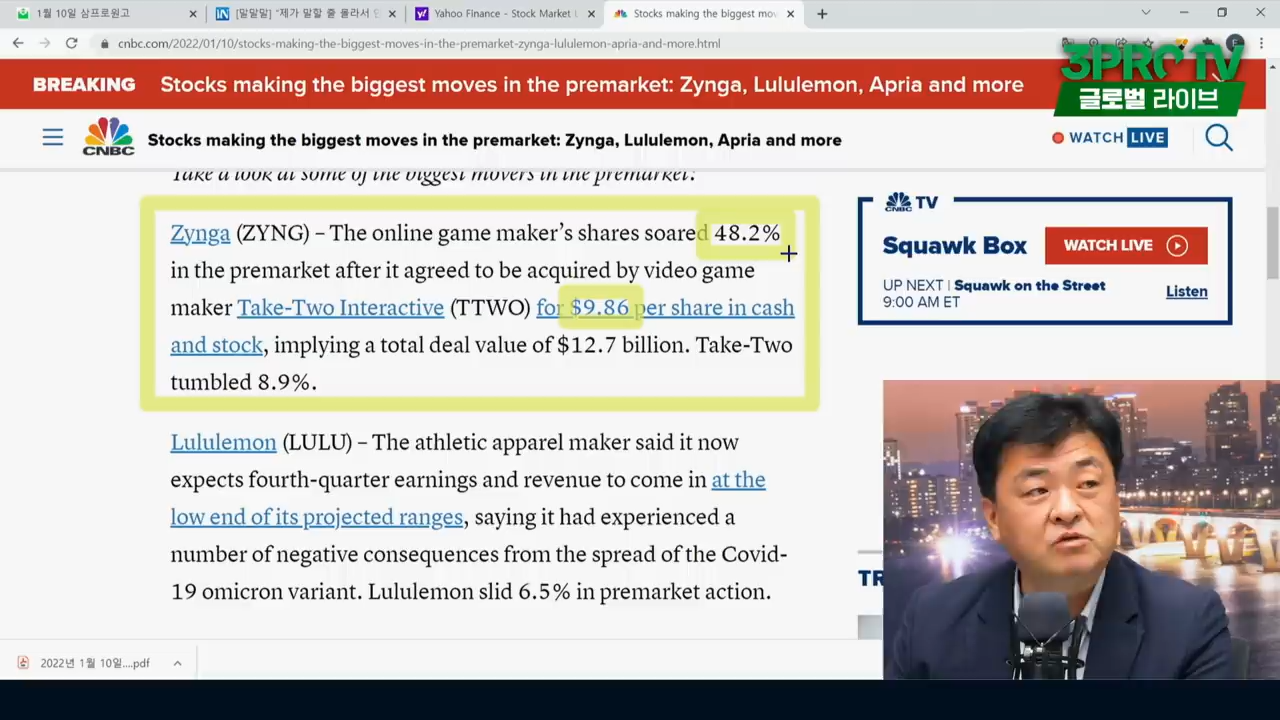 1월 10일 삼프로원고
[말말말] "제가 말할 줄 몰라서 안
Yahoo Finance - Stock Market L
Stocks making the biggest mov
cnbc.com/2022/01/10/stocks-making-the-biggest-moves-in-the-premarket-zynga-lululemon-apria-and-more.html
3PRO TV
글로벌 라이브
BREAKING Stocks making the biggest moves in the premarket: Zynga, Lululemon, Apria and more
CNBC
Stocks making the biggest moves in the premarket: Zynga, Lululemon, Apria and more
WATCH LIVE
Take a look at some of the biggest movers in the premarket:
Zynga (ZYNG) – The online game maker's shares soared 48.2%
in the premarket after it agreed to be acquired by video game
maker Take-Two Interactive (TTWO) for $9.86 per share in cash
and stock, implying a total deal value of $12.7 billion. Take-Two
tumbled 8.9%.
Lululemon (LULU) – The athletic apparel maker said it now
expects fourth-quarter earnings and revenue to come in at the
low end of its projected ranges, saying it had experienced a
number of negative consequences from the spread of the Covid-
19 omicron variant. Lululemon slid 6.5% in premarket action.
CNBC TV
Squawk Box
WATCH LIVE
UP NEXT | Squawk on the Street
9:00 AM ET
Listen
TR
2022년 1월 10일....pdf